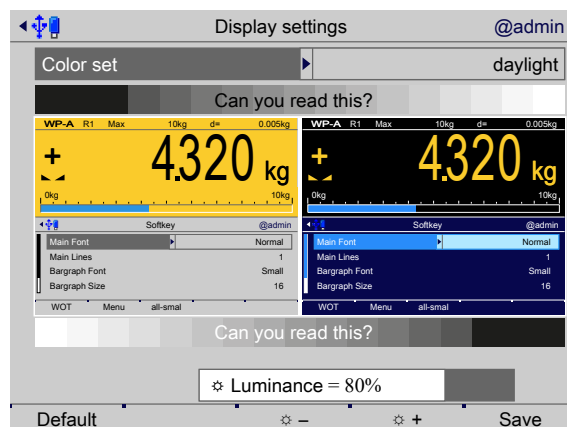 Display settings @admin
Color set daylight
Can you read this?
WP-A R1 Max 10kg d= 0.005kg
+ 4.320 kg
0kg 10kg
Softkey @admin
Main Font Normal
Main Lines 1
Bargraph Font Small
Bargraph Size 16
WOT Menu all-smal
WP-A R1 Max 10kg d= 0.005kg
+ 4.320 kg
0kg 10kg
Softkey @admin
Main Font Normal
Main Lines 1
Bargraph Font Small
Bargraph Size 16
WOT Menu all-smal
Can you read this?
☼ Luminance = 80%
Default ☼ – ☼ + Save